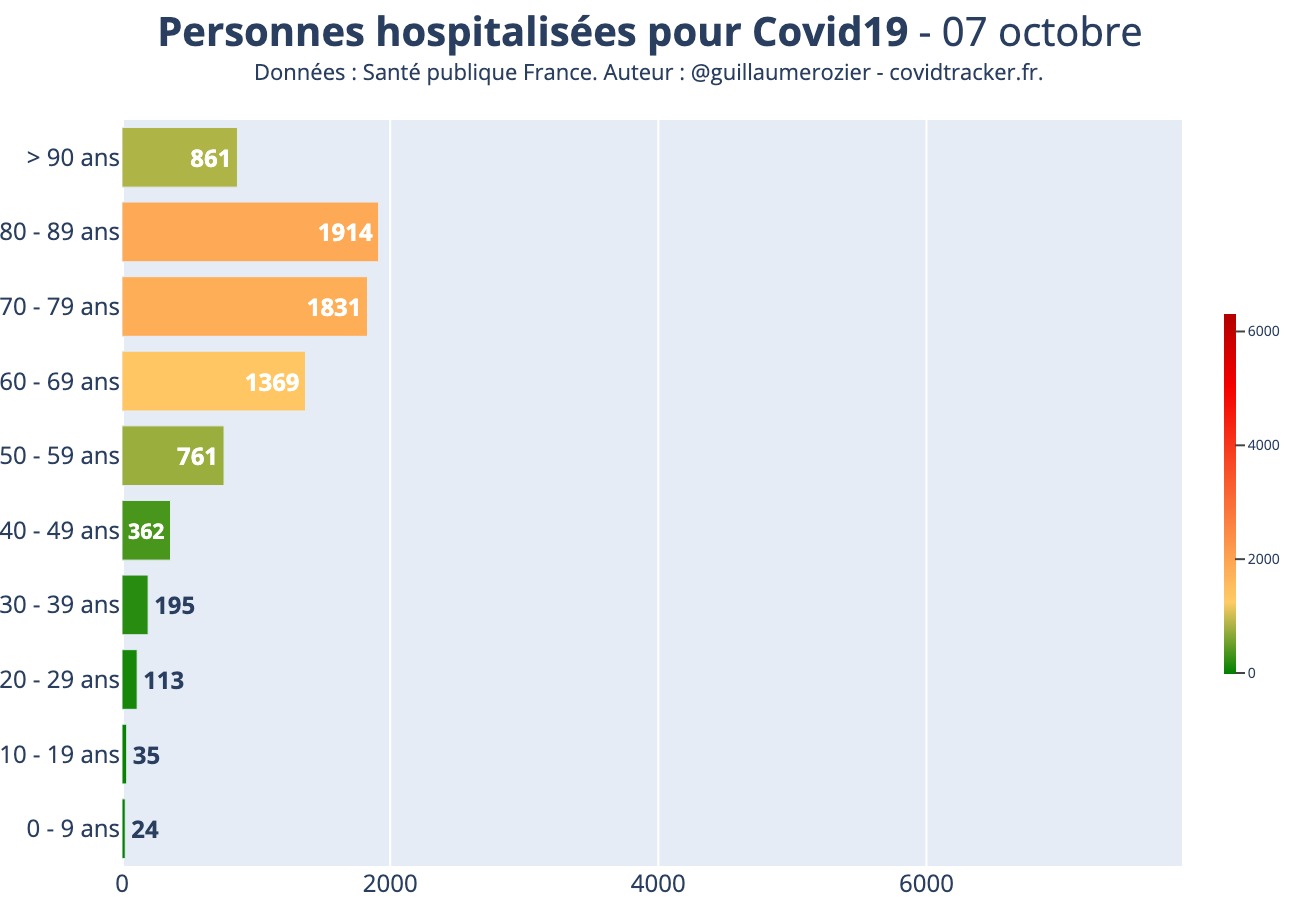 Personnes hospitalisées pour Covid19 - 07 octobre
Données : Santé publique France. Auteur : @guillaumerozier - covidtracker.fr.
> 90 ans 861
80 - 89 ans 1914
70 - 79 ans 1831
60 - 69 ans 1369
50 - 59 ans 761
40 - 49 ans 362
30 - 39 ans 195
20 - 29 ans 113
10 - 19 ans 35
0 - 9 ans 24
0 2000 4000 6000
6000
4000
2000
0